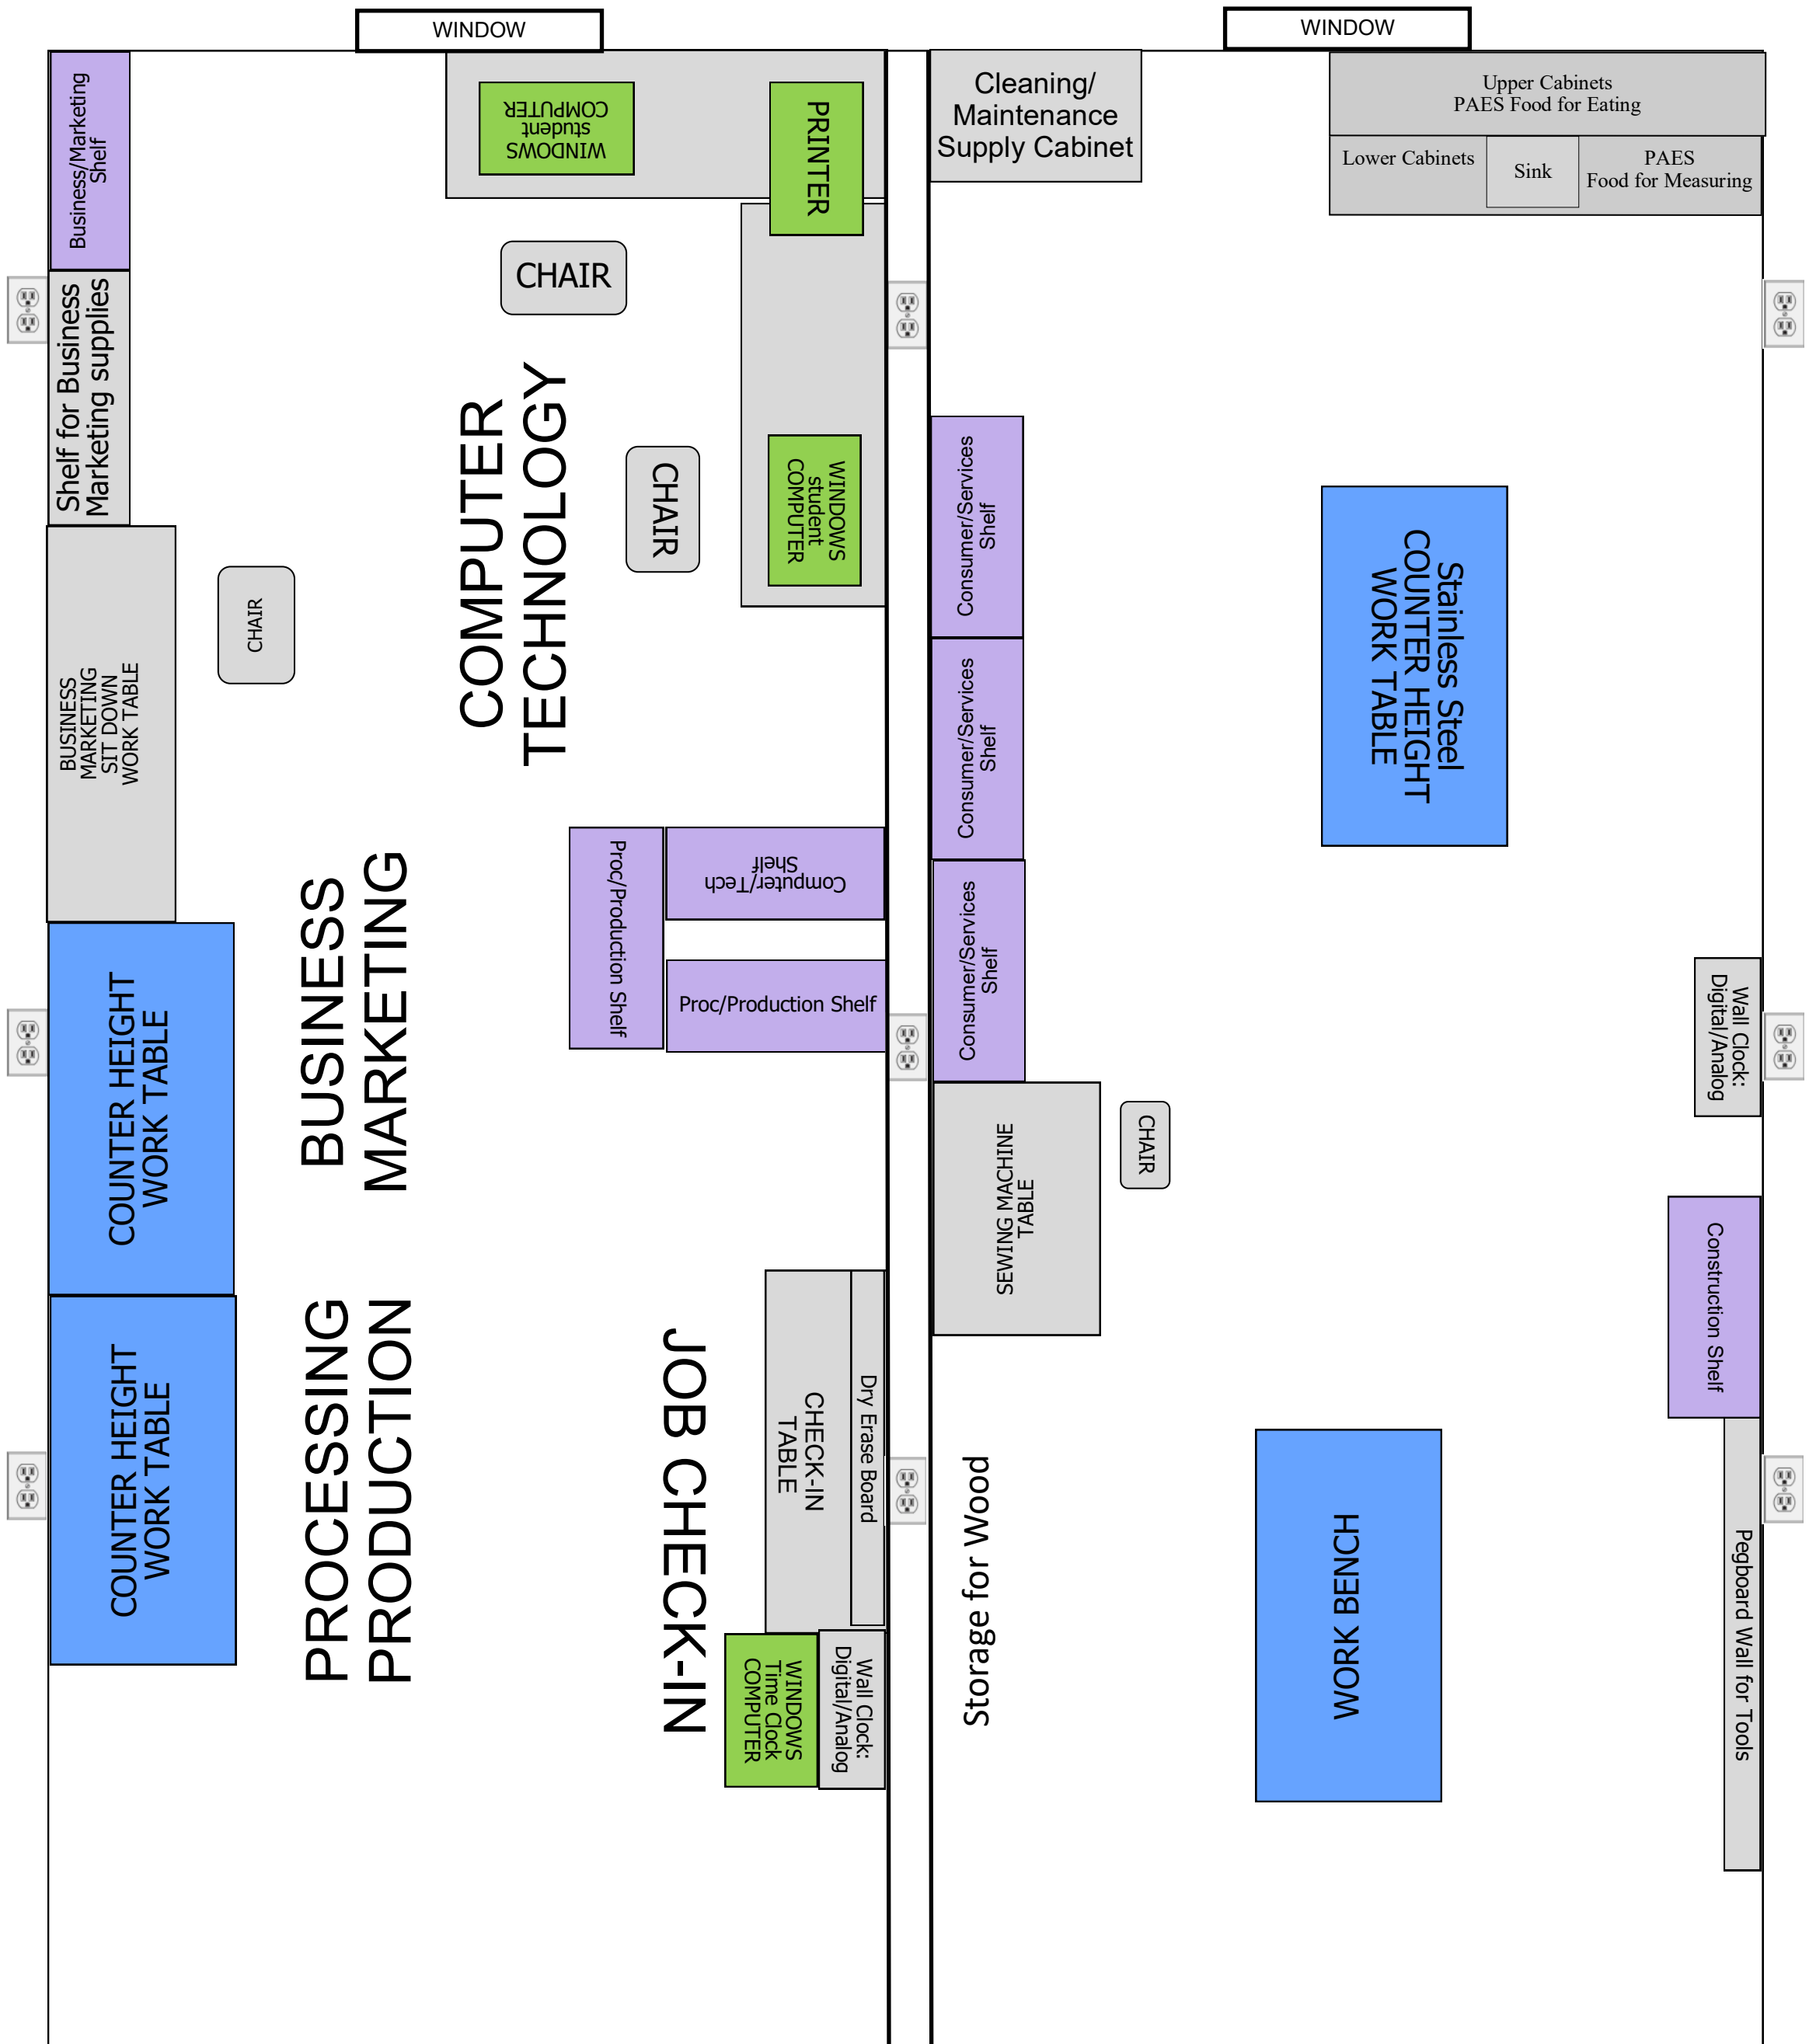 WINDOW
WINDOW
Business/Marketing
Shelf
WINDOWS
student
COMPUTER
PRINTER
Cleaning/
Maintenance
Supply Cabinet
Upper Cabinets
PAES Food for Eating
Lower Cabinets
Sink
PAES
Food for Measuring
Shelf for Business
Marketing supplies
CHAIR
COMPUTER
TECHNOLOGY
CHAIR
WINDOWS
student
COMPUTER
Consumer/Services
Shelf
Stainless Steel
COUNTER HEIGHT
WORK TABLE
BUSINESS
MARKETING
SIT DOWN
WORK TABLE
CHAIR
Consumer/Services
Shelf
Proc/Production Shelf
Computer/Tech
Shelf
Proc/Production Shelf
Consumer/Services
Shelf
Wall Clock:
Digital/Analog
COUNTER HEIGHT
WORK TABLE
BUSINESS
MARKETING
SEWING MACHINE
TABLE
CHAIR
Construction Shelf
COUNTER HEIGHT
WORK TABLE
PROCESSING
PRODUCTION
JOB CHECK-IN
CHECK-IN
TABLE
Dry Erase Board
WINDOWS
Time Clock
COMPUTER
Wall Clock:
Digital/Analog
Storage for Wood
WORK BENCH
Pegboard Wall for Tools